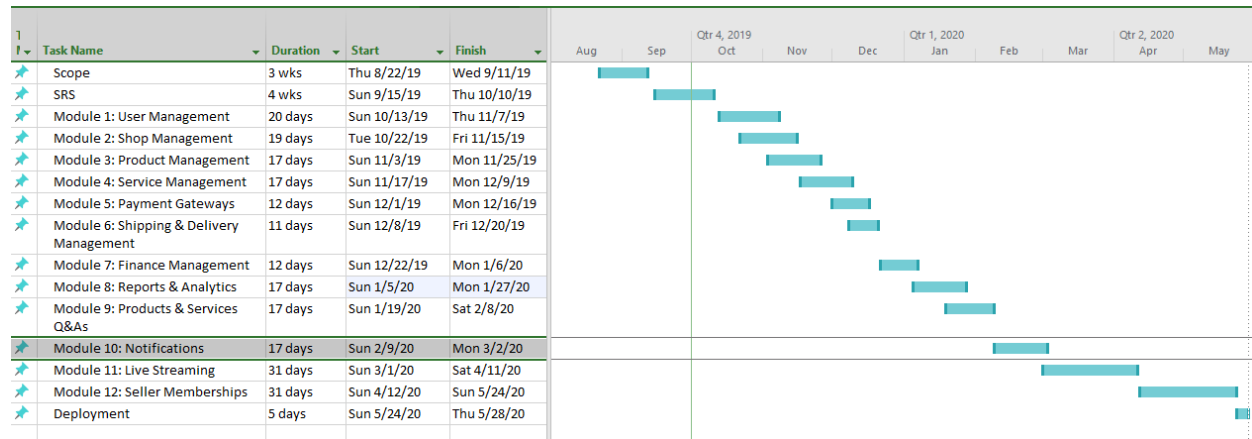 Qtr 4, 2019 Qtr 1, 2020 Qtr 2, 2020
Task Name Duration Start Finish Aug Sep Oct Nov Dec Jan Feb Mar Apr May
Scope 3 wks Thu 8/22/19 Wed 9/11/19
SRS 4 wks Sun 9/15/19 Thu 10/10/19
Module 1: User Management 20 days Sun 10/13/19 Thu 11/7/19
Module 2: Shop Management 19 days Tue 10/22/19 Fri 11/15/19
Module 3: Product Management 17 days Sun 11/3/19 Mon 11/25/19
Module 4: Service Management 17 days Sun 11/17/19 Mon 12/9/19
Module 5: Payment Gateways 12 days Sun 12/1/19 Mon 12/16/19
Module 6: Shipping & Delivery 11 days Sun 12/8/19 Fri 12/20/19
Management
Module 7: Finance Management 12 days Sun 12/22/19 Mon 1/6/20
Module 8: Reports & Analytics 17 days Sun 1/5/20 Mon 1/27/20
Module 9: Products & Services 17 days Sun 1/19/20 Sat 2/8/20
Q&As
Module 10: Notifications 17 days Sun 2/9/20 Mon 3/2/20
Module 11: Live Streaming 31 days Sun 3/1/20 Sat 4/11/20
Module 12: Seller Memberships 31 days Sun 4/12/20 Sun 5/24/20
Deployment 5 days Sun 5/24/20 Thu 5/28/20